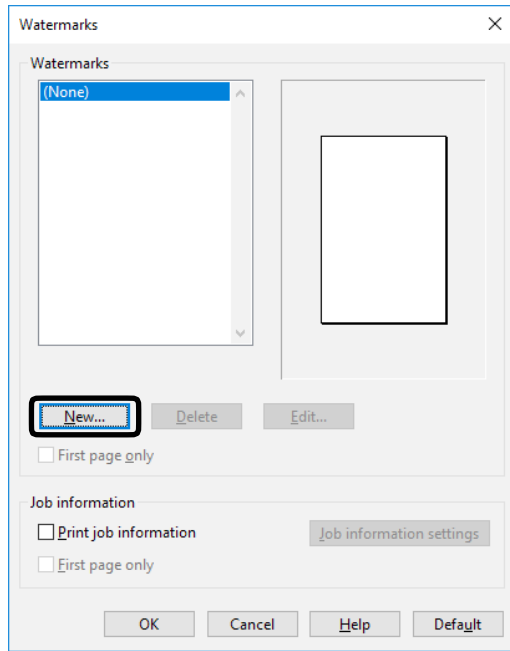 Watermarks
Watermarks
(None)
New... Delete Edit...
First page only
Job information
Print job information Job information settings
First page only
OK Cancel Help Default